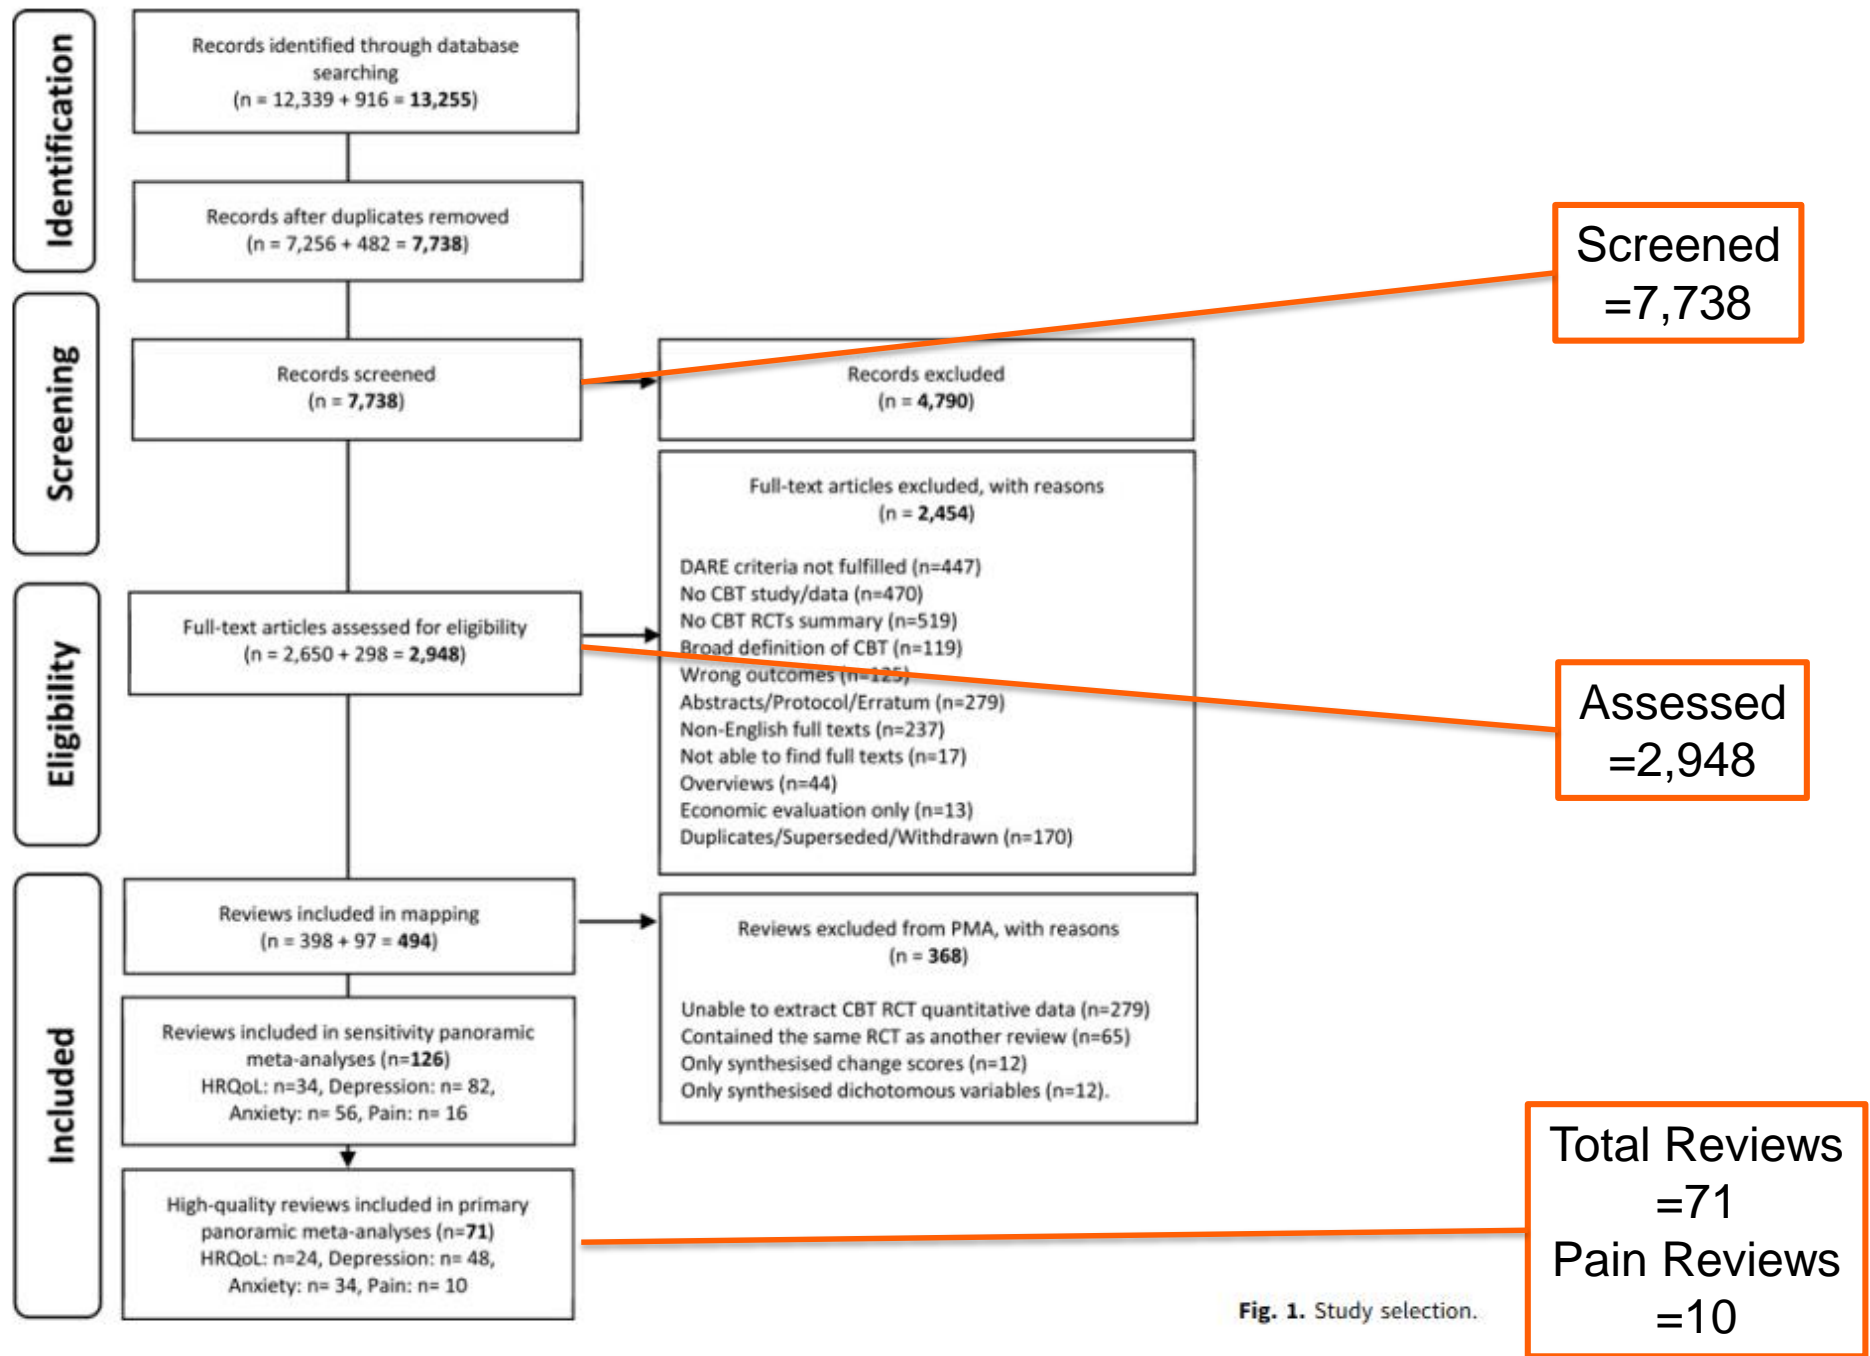 Identification
Records identified through database
searching
(n = 12,339 + 916 = 13,255)
Records after duplicates removed
(n = 7,256 + 482 = 7,738)
Screening
Records screened
(n = 7,738)
Records excluded
(n = 4,790)
Screened
=7,738
Full-text articles excluded, with reasons
(n = 2,454)
DARE criteria not fulfilled (n=447)
No CBT study/data (n=470)
No CBT RCTs summary (n=519)
Broad definition of CBT (n=119)
Wrong outcomes (n=125)
Abstracts/Protocol/Erratum (n=279)
Non-English full texts (n=237)
Not able to find full texts (n=17)
Overviews (n=44)
Economic evaluation only (n=13)
Duplicates/Superseded/Withdrawn (n=170)
Eligibility
Full-text articles assessed for eligibility
(n = 2,650 + 298 = 2,948)
Assessed
=2,948
Included
Reviews included in mapping
(n = 398 + 97 = 494)
Reviews excluded from PMA, with reasons
(n = 368)
Unable to extract CBT RCT quantitative data (n=279)
Contained the same RCT as another review (n=65)
Only synthesised change scores (n=12)
Only synthesised dichotomous variables (n=12).
Reviews included in sensitivity panoramic
meta-analyses (n=126)
HRQoL: n=34, Depression: n= 82,
Anxiety: n= 56, Pain: n= 16
High-quality reviews included in primary
panoramic meta-analyses (n=71)
HRQoL: n=24, Depression: n= 48,
Anxiety: n= 34, Pain: n= 10
Total Reviews
=71
Pain Reviews
=10
Fig. 1. Study selection.